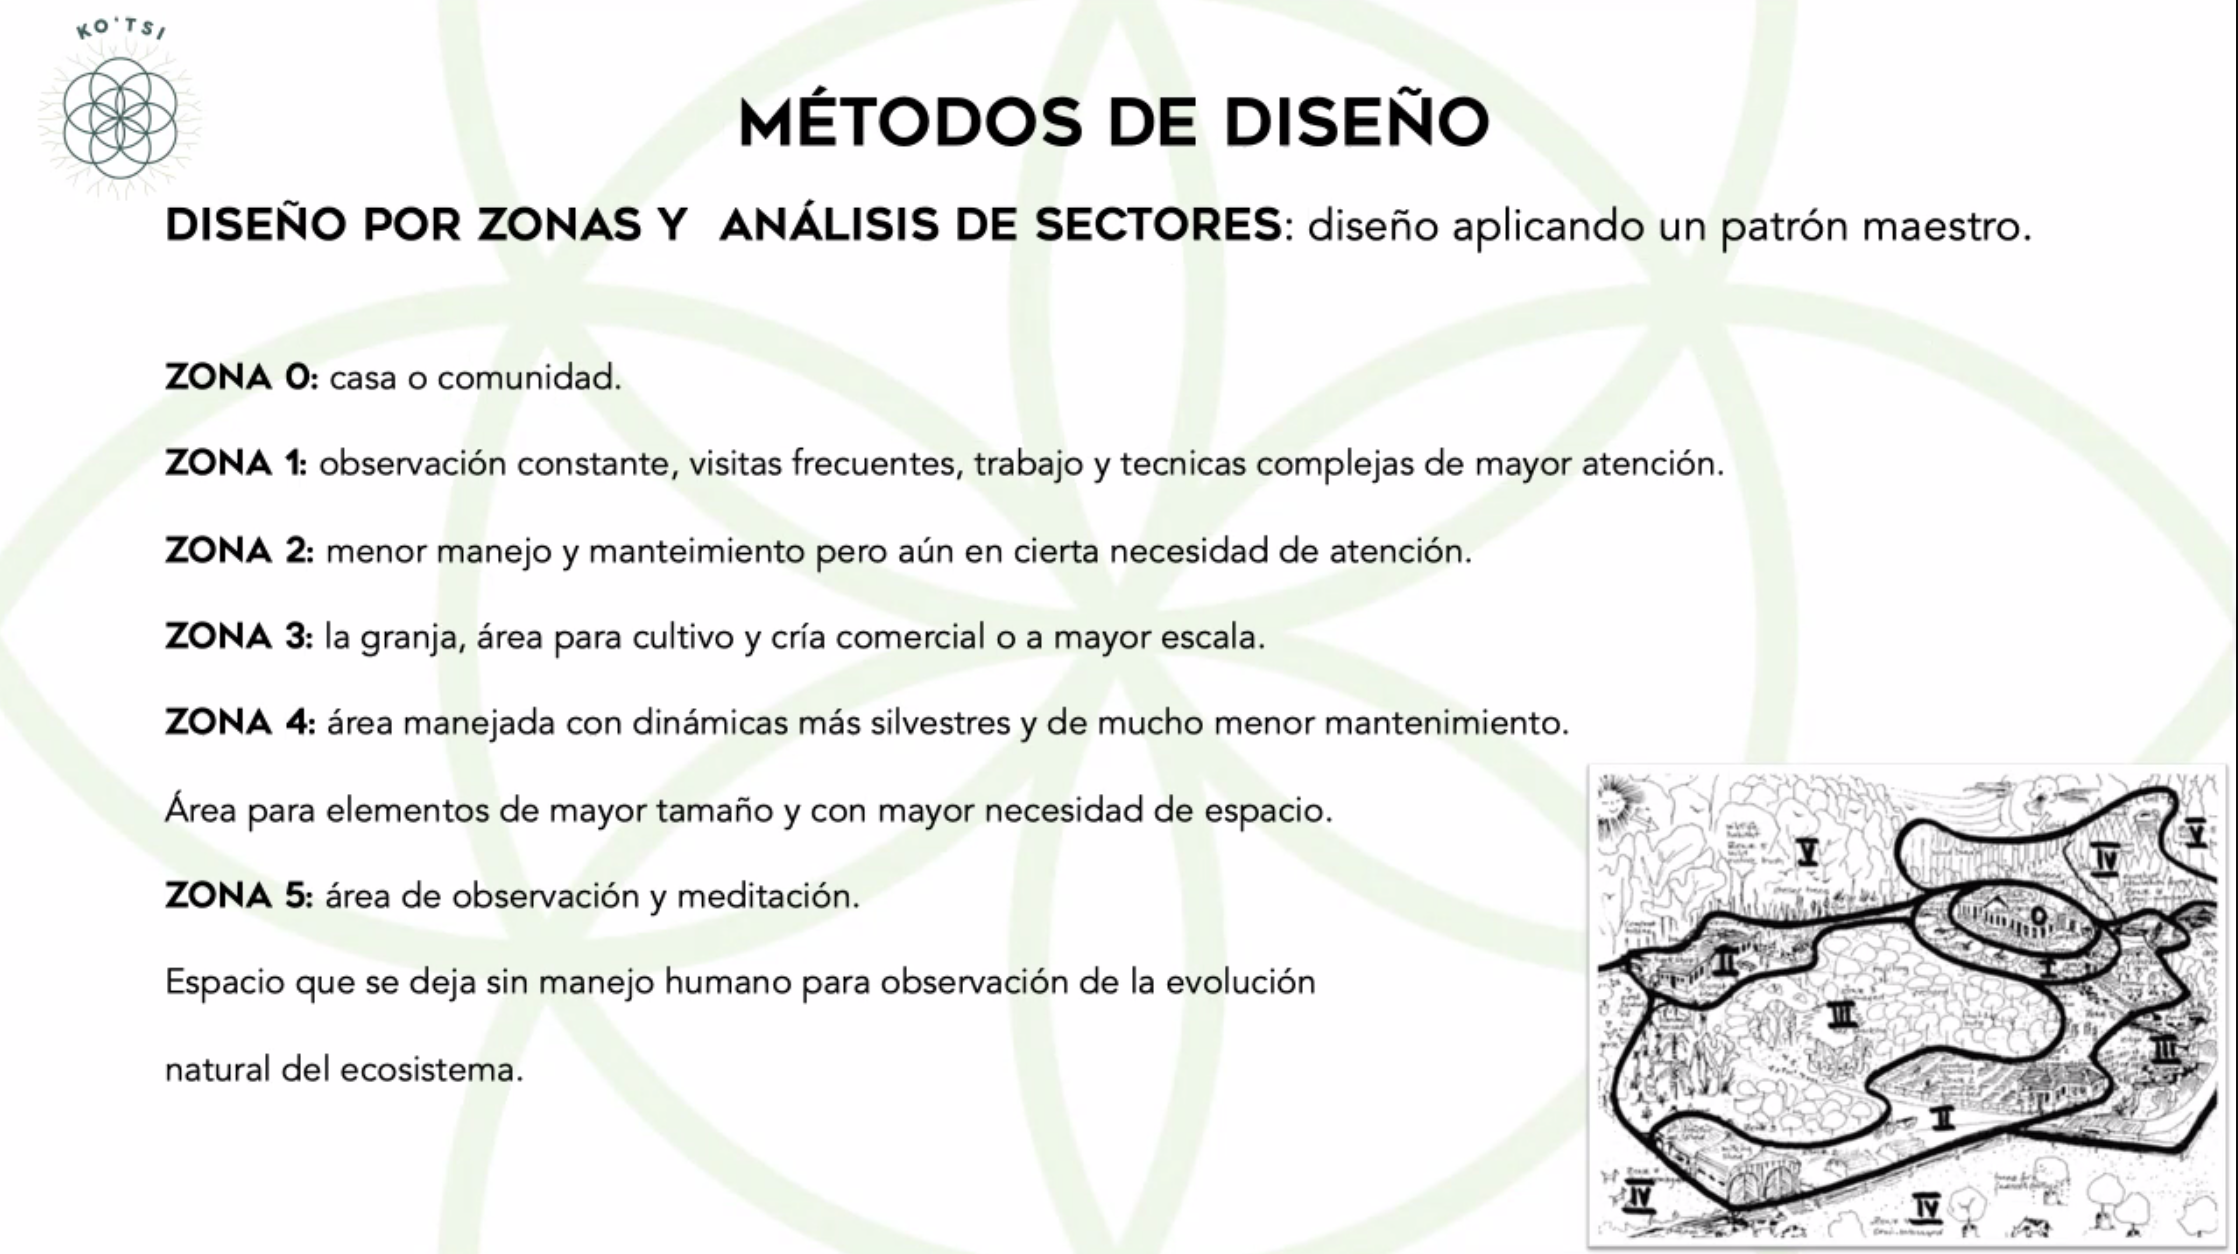 KO'TSI
MÉTODOS DE DISEÑO
DISEÑO POR ZONAS Y ANÁLISIS DE SECTORES: diseño aplicando un patrón maestro.
ZONA 0: casa o comunidad.
ZONA 1: observación constante, visitas frecuentes, trabajo y tecnicas complejas de mayor atención.
ZONA 2: menor manejo y manteimiento pero aún en cierta necesidad de atención.
ZONA 3: la granja, área para cultivo y cría comercial o a mayor escala.
ZONA 4: área manejada con dinámicas más silvestres y de mucho menor mantenimiento.
Área para elementos de mayor tamaño y con mayor necesidad de espacio.
ZONA 5: área de observación y meditación.
Espacio que se deja sin manejo humano para observación de la evolución
natural del ecosistema.
V
IV
V
0
II
I
III
III
II
IV
IV